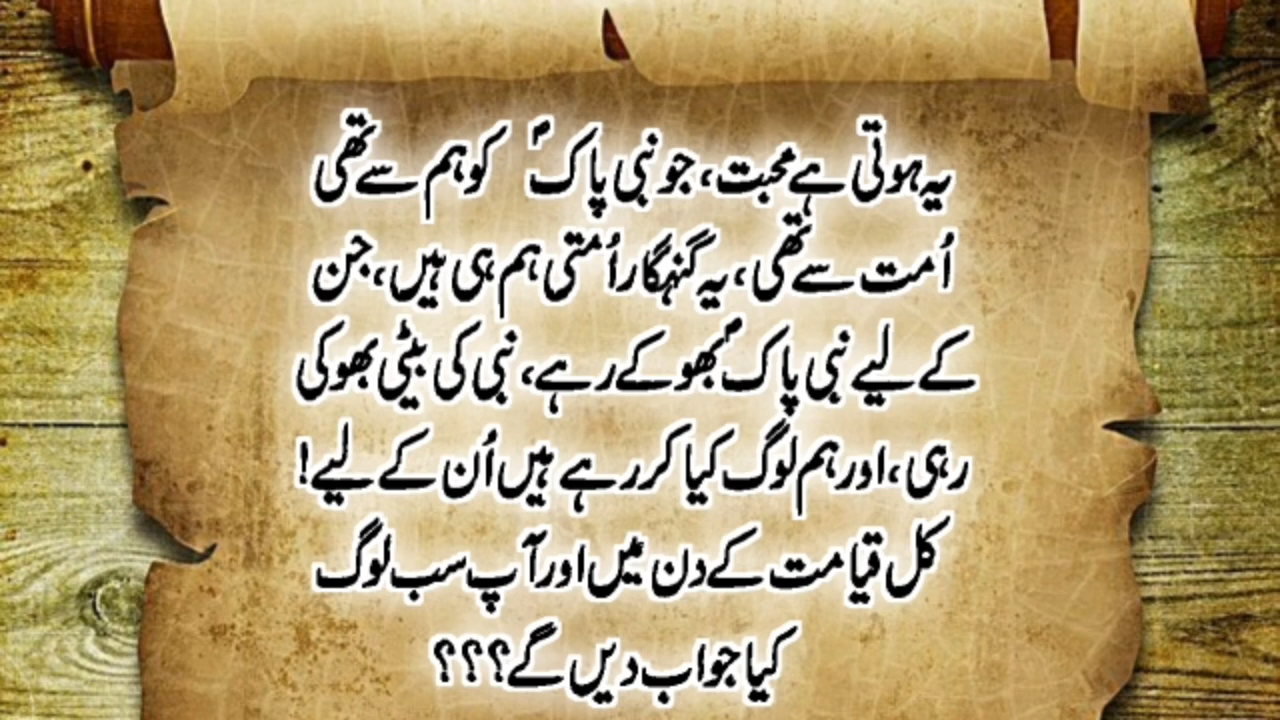 یہ ہوتی ہے محبت، جو نبی پاکؐ کو ہم سے تھی
اُمت سے تھی، یہ گنہگار اُمتی ہم ہی ہیں، جن
کے لیے نبی پاکؐ بھوکے رہے، نبی کی بیٹی بھوکی
رہی، اور ہم لوگ کیا کر رہے ہیں اُن کے لیے!
کل قیامت کے دن میں اور آپ سب لوگ
کیا جواب دیں گے؟؟؟